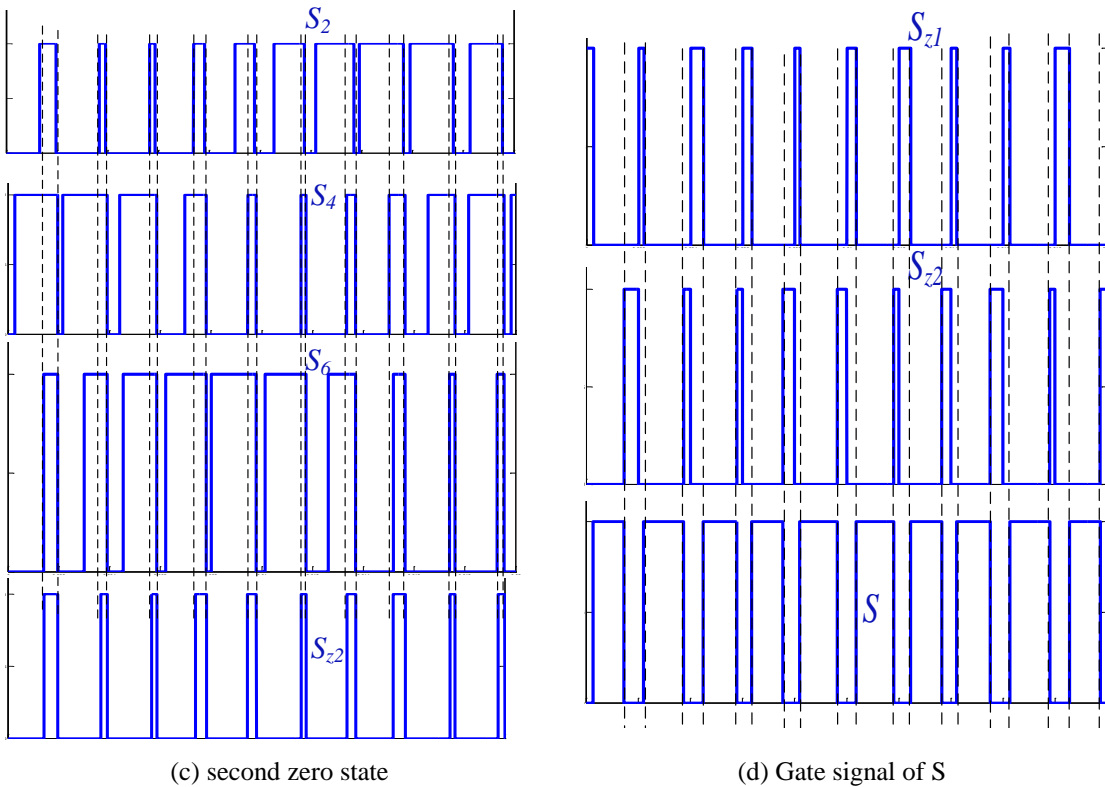 S2
S4
S6
Sz2
(c) second zero state
Sz1
Sz2
S
(d) Gate signal of S